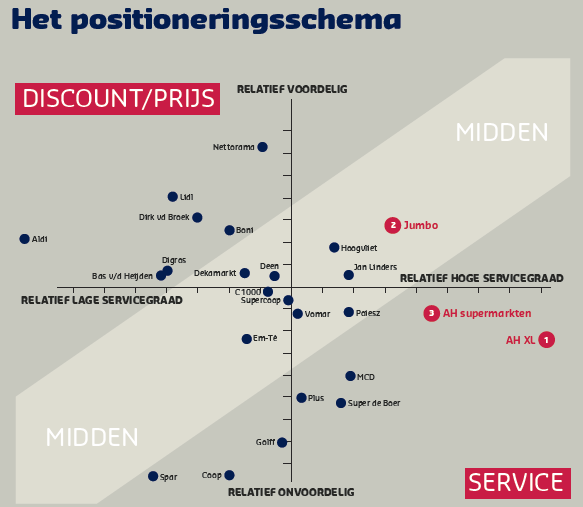 Het positioneringsschema
DISCOUNT/PRIJS
RELATIEF VOORDELIG
MIDDEN
Nettorama
Lidl
Dirk vd Broek
Boni
2 Jumbo
Aldi
Hoogvliet
Digros
Bas v/d Heijden
Dekamarkt
Deen
Jan Linders
RELATIEF HOGE SERVICEGRAAD
C1000
RELATIEF LAGE SERVICEGRAAD
Supercoop
Vomar
Poiesz
3 AH supermarkten
Em-Té
AH XL 1
MCD
Plus
Super de Boer
MIDDEN
Golff
Spar
Coop
SERVICE
RELATIEF ONVOORDELIG